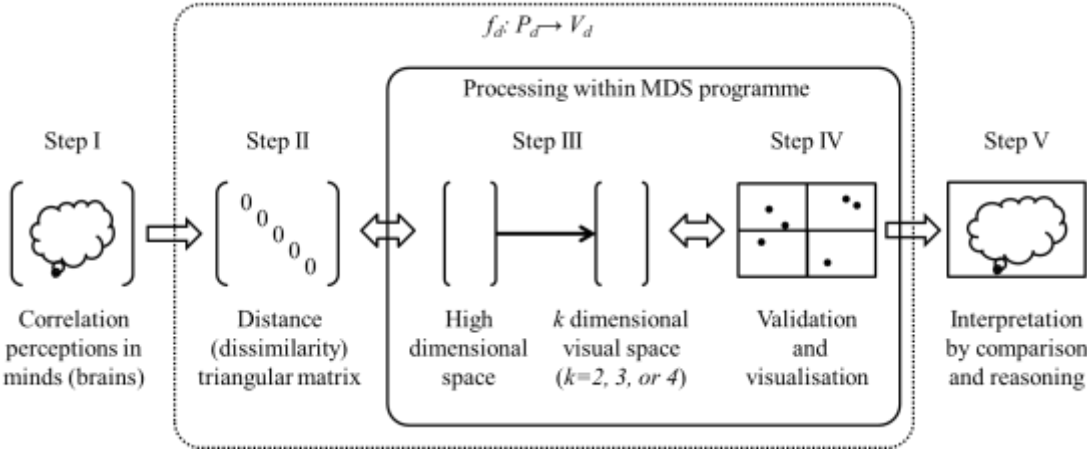 f_d: P_d→ V_d
Processing within MDS programme
Step I
Step II
Step III
Step IV
Step V
0
0
0
0
0
Correlation
perceptions in
minds (brains)
Distance
(dissimilarity)
triangular matrix
High
dimensional
space
k dimensional
visual space
(k=2, 3, or 4)
Validation
and
visualisation
Interpretation
by comparison
and reasoning